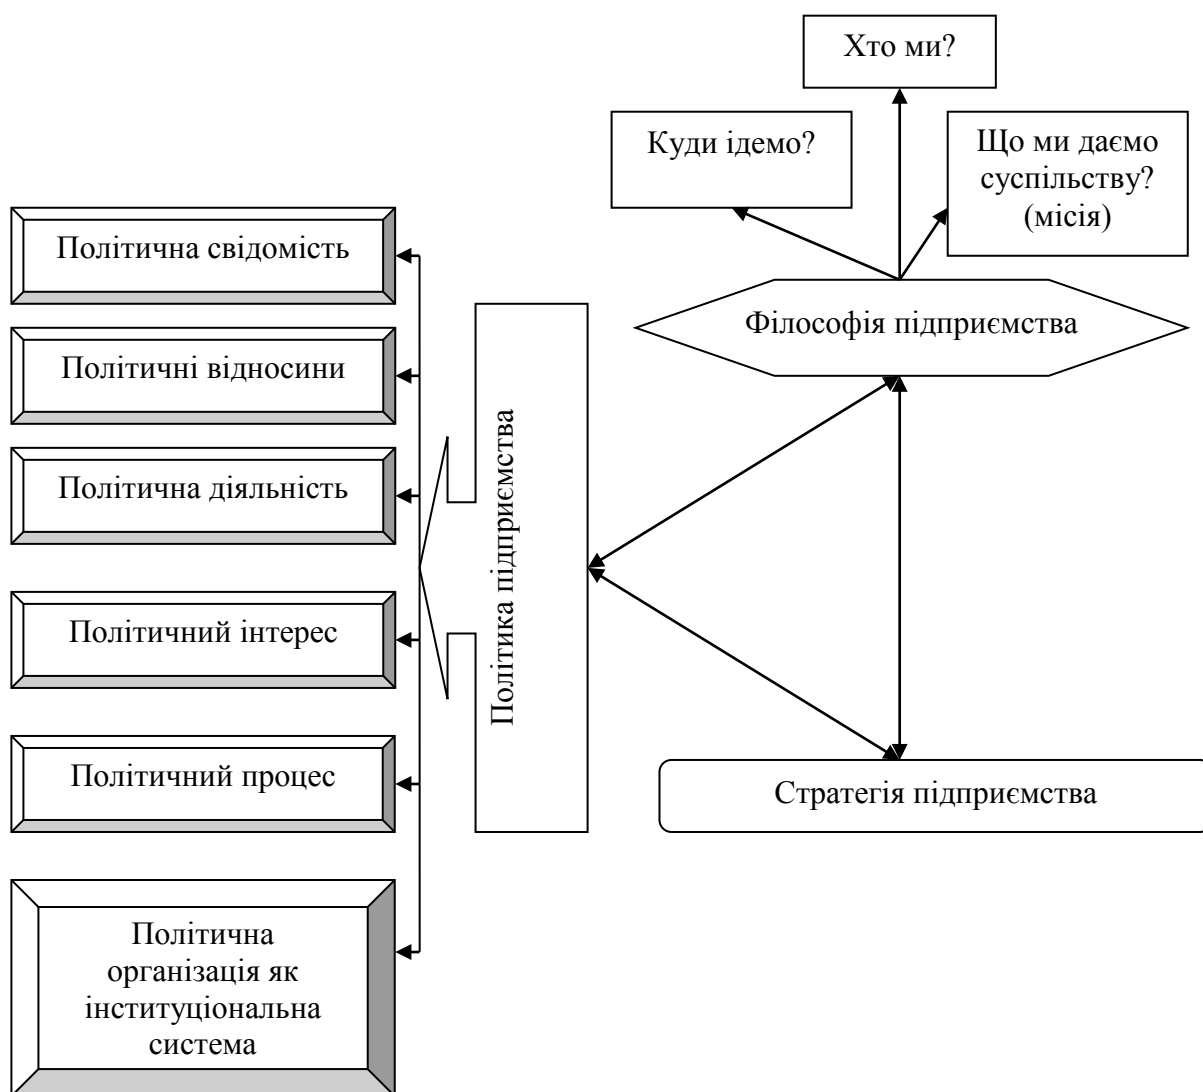 Хто ми?
Куди ідемо?
Що ми даємо
суспільству?
(місія)
Політична свідомість
Філософія підприємства
Політичні відносини
Політика підприємства
Політична діяльність
Політичний інтерес
Політичний процес
Стратегія підприємства
Політична
організація як
інституціональна
система